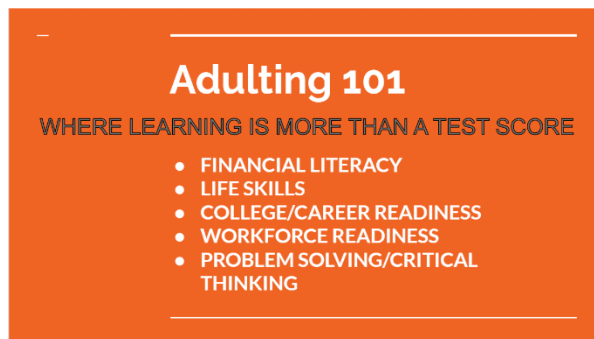 Adulting 101
WHERE LEARNING IS MORE THAN A TEST SCORE
● FINANCIAL LITERACY
● LIFE SKILLS
● COLLEGE/CAREER READINESS
● WORKFORCE READINESS
● PROBLEM SOLVING/CRITICAL
THINKING